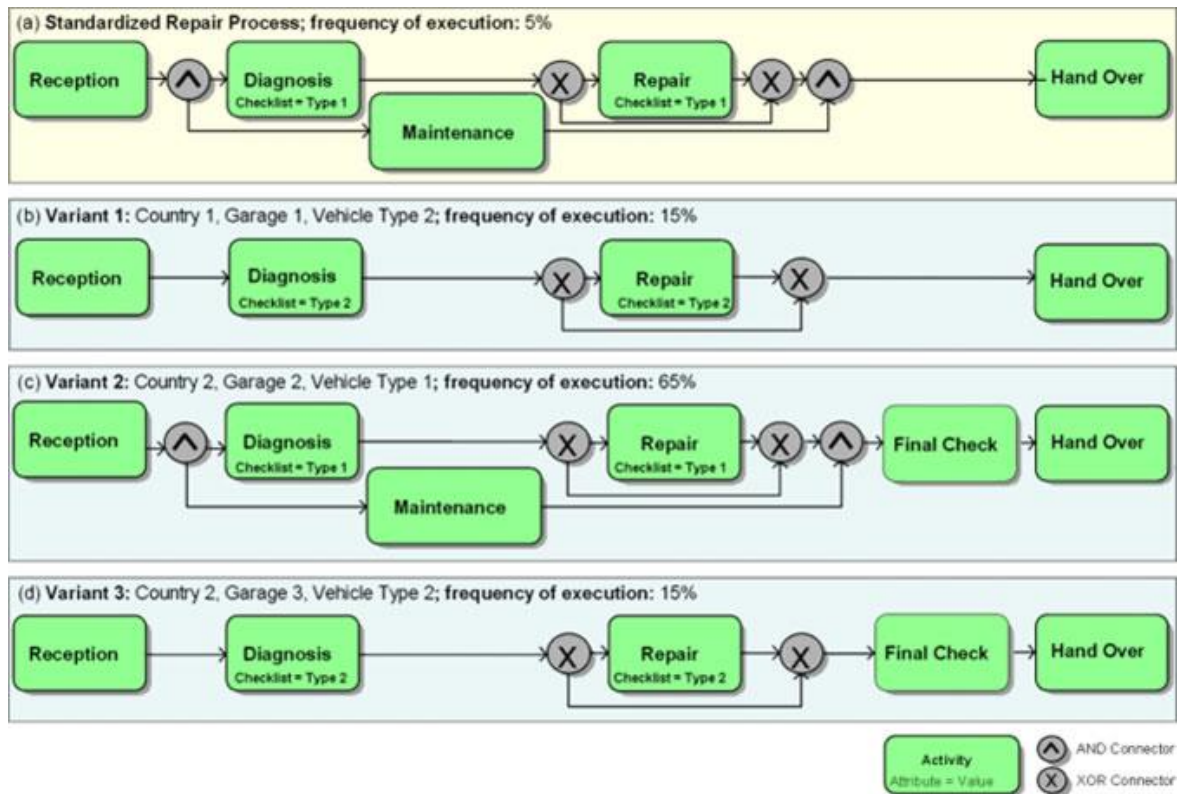 (a) Standardized Repair Process; frequency of execution: 5%
Reception
Diagnosis
Checklist = Type 1
Maintenance
X
Repair
Checklist = Type 1
X
Hand Over
(b) Variant 1: Country 1, Garage 1, Vehicle Type 2; frequency of execution: 15%
Reception
Diagnosis
Checklist = Type 2
X
Repair
Checklist = Type 2
X
Hand Over
(c) Variant 2: Country 2, Garage 2, Vehicle Type 1; frequency of execution: 65%
Reception
Diagnosis
Checklist = Type 1
Maintenance
X
Repair
Checklist = Type 1
X
Final Check
Hand Over
(d) Variant 3: Country 2, Garage 3, Vehicle Type 2; frequency of execution: 15%
Reception
Diagnosis
Checklist = Type 2
X
Repair
Checklist = Type 2
X
Final Check
Hand Over
Activity
Attribute = Value
AND Connector
X
XOR Connector